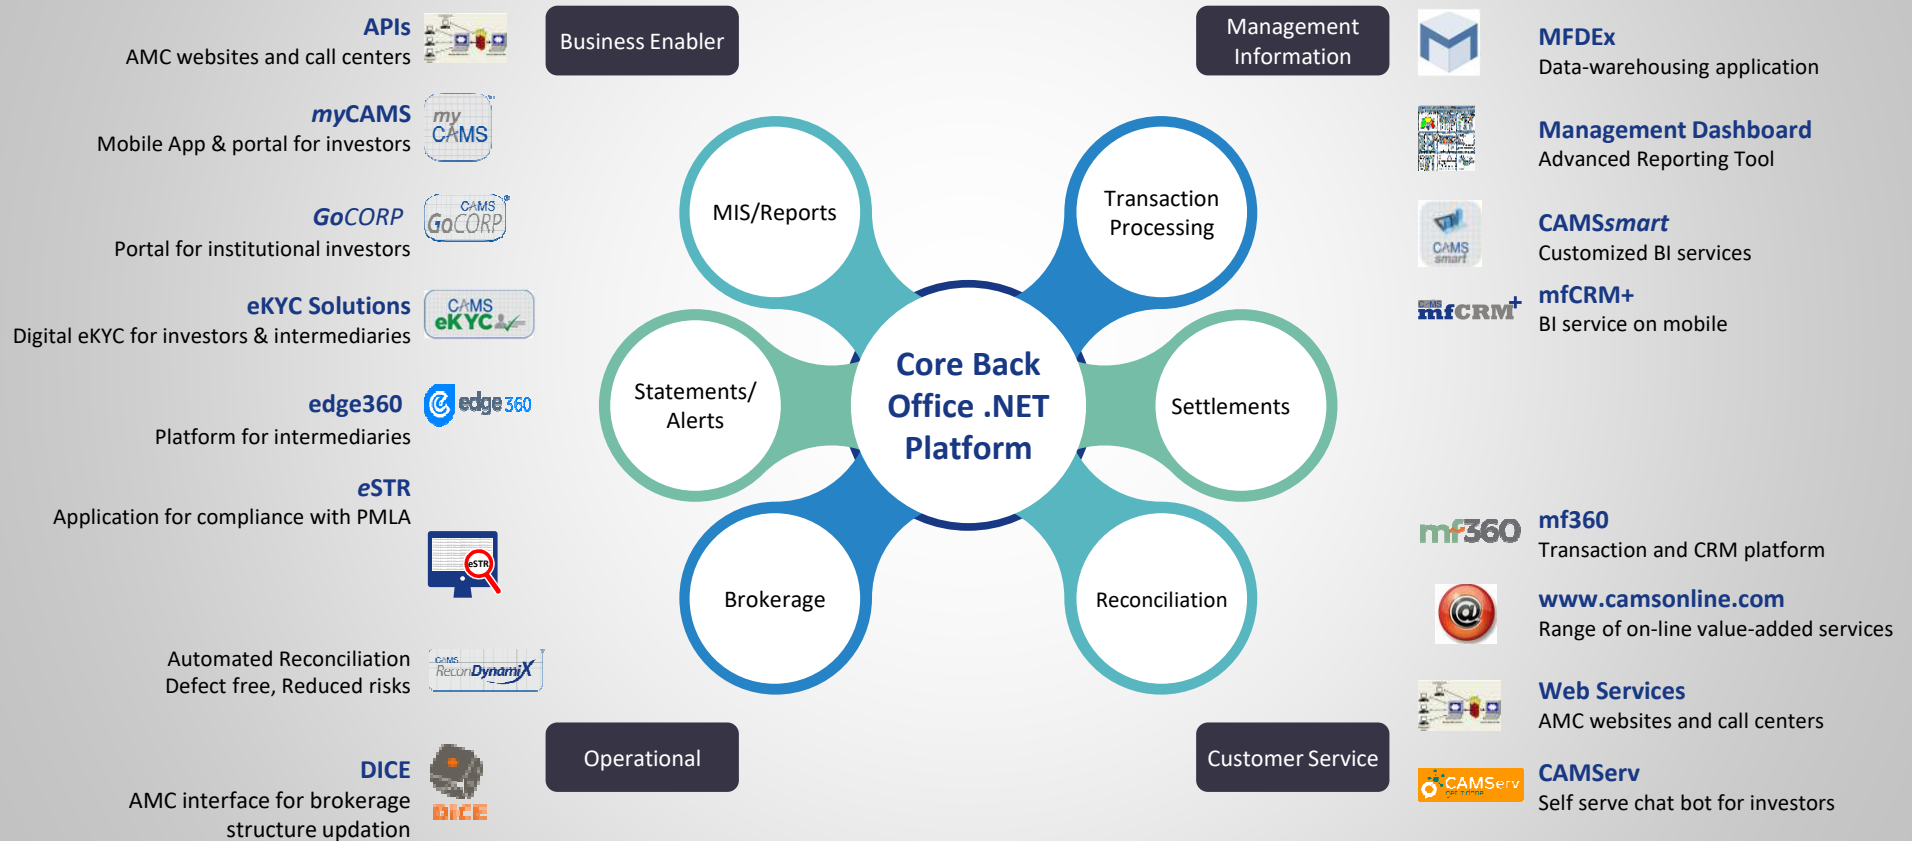 APIs
AMC websites and call centers
myCAMS
Mobile App & portal for investors
my
CAMS
GoCORP
Portal for institutional investors
CAMS
GoCORP
eKYC Solutions
Digital eKYC for investors & intermediaries
CAMS
eKYC
edge360
Platform for intermediaries
edge 360
eSTR
Application for compliance with PMLA
eSTR
Automated Reconciliation
Defect free, Reduced risks
CAMS
ReconDynamiX
DICE
AMC interface for brokerage
structure updation
DICE
Business Enabler
Operational
MIS/Reports
Transaction
Processing
Statements/
Alerts
Core Back
Office .NET
Platform
Settlements
Brokerage
Reconciliation
Management
Information
Customer Service
MFDEx
Data-warehousing application
Management Dashboard
Advanced Reporting Tool
CAMS
smart
CAMSsmart
Customized BI services
CAMS
mfCRM+
mfCRM+
BI service on mobile
mf360
mf360
Transaction and CRM platform
@
www.camsonline.com
Range of on-line value-added services
Web Services
AMC websites and call centers
CAMServ
CAMServ
Self serve chat bot for investors